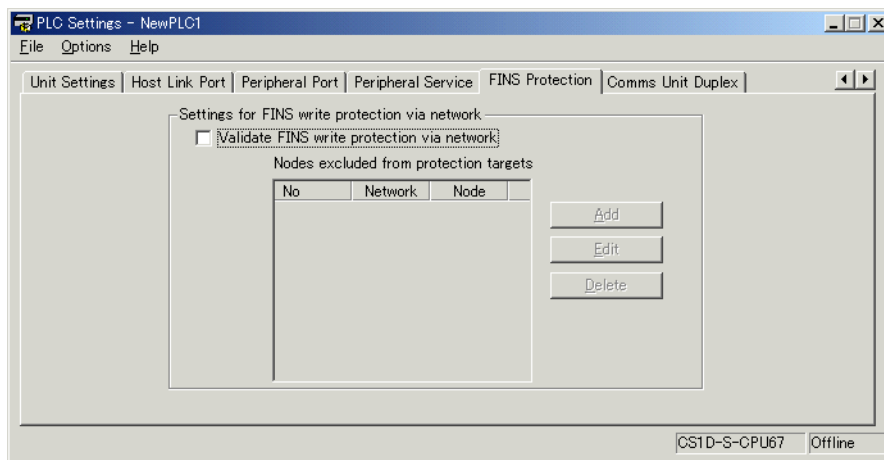 PLC Settings - NewPLC1
File Options Help
Unit Settings Host Link Port Peripheral Port Peripheral Service FINS Protection Comms Unit Duplex
Settings for FINS write protection via network
Validate FINS write protection via network
Nodes excluded from protection targets
No Network Node
Add
Edit
Delete
CS1D-S-CPU67 Offline